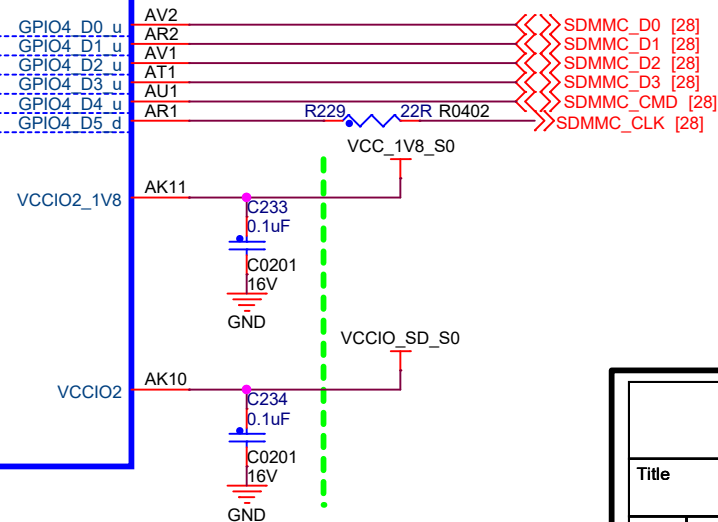 GPIO4_D0_u AV2 SDMMC_D0 [28]
GPIO4_D1_u AR2 SDMMC_D1 [28]
GPIO4_D2_u AV1 SDMMC_D2 [28]
GPIO4_D3_u AT1 SDMMC_D3 [28]
GPIO4_D4_u AU1 SDMMC_CMD [28]
GPIO4_D5_d AR1 R229 22R R0402 SDMMC_CLK [28]
VCC_1V8_S0
VCCIO2_1V8 AK11
C233
0.1uF
C0201
16V
GND
VCCIO_SD_S0
VCCIO2 AK10
C234
0.1uF
C0201
16V
GND
Title